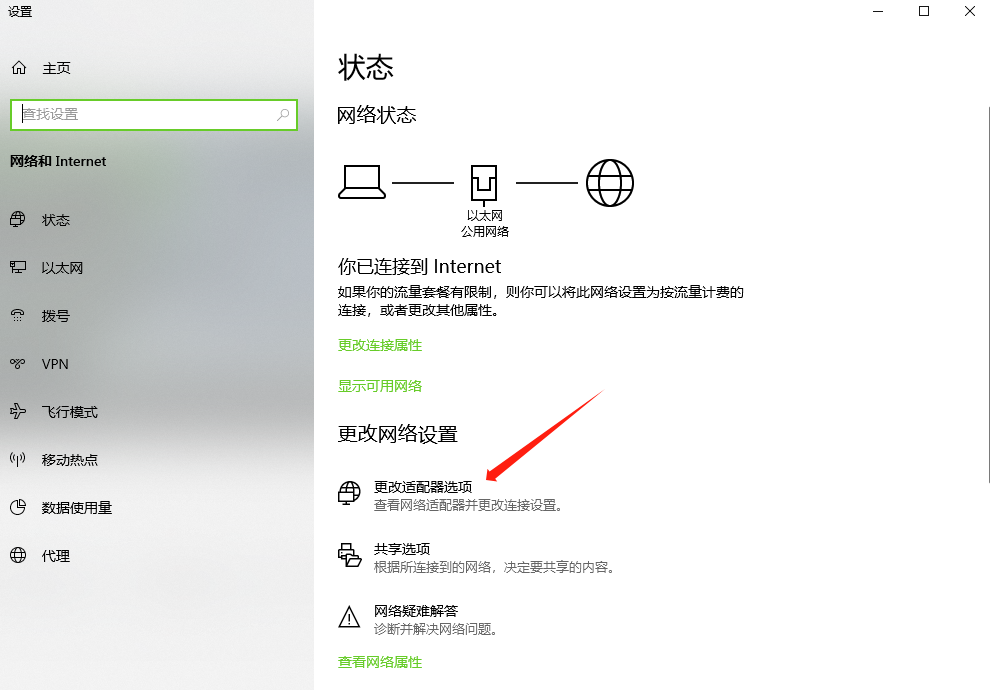 设置
主页
查找设置
网络和 Internet
状态
以太网
拨号
VPN
飞行模式
移动热点
数据使用量
代理
状态
网络状态
以太网
公用网络
你已连接到 Internet
如果你的流量套餐有限制，则你可以将此网络设置为按流量计费的
连接，或者更改其他属性。
更改连接属性
显示可用网络
更改网络设置
更改适配器选项
查看网络适配器并更改连接设置。
共享选项
根据所连接到的网络，决定要共享的内容。
网络疑难解答
诊断并解决网络问题。
查看网络属性